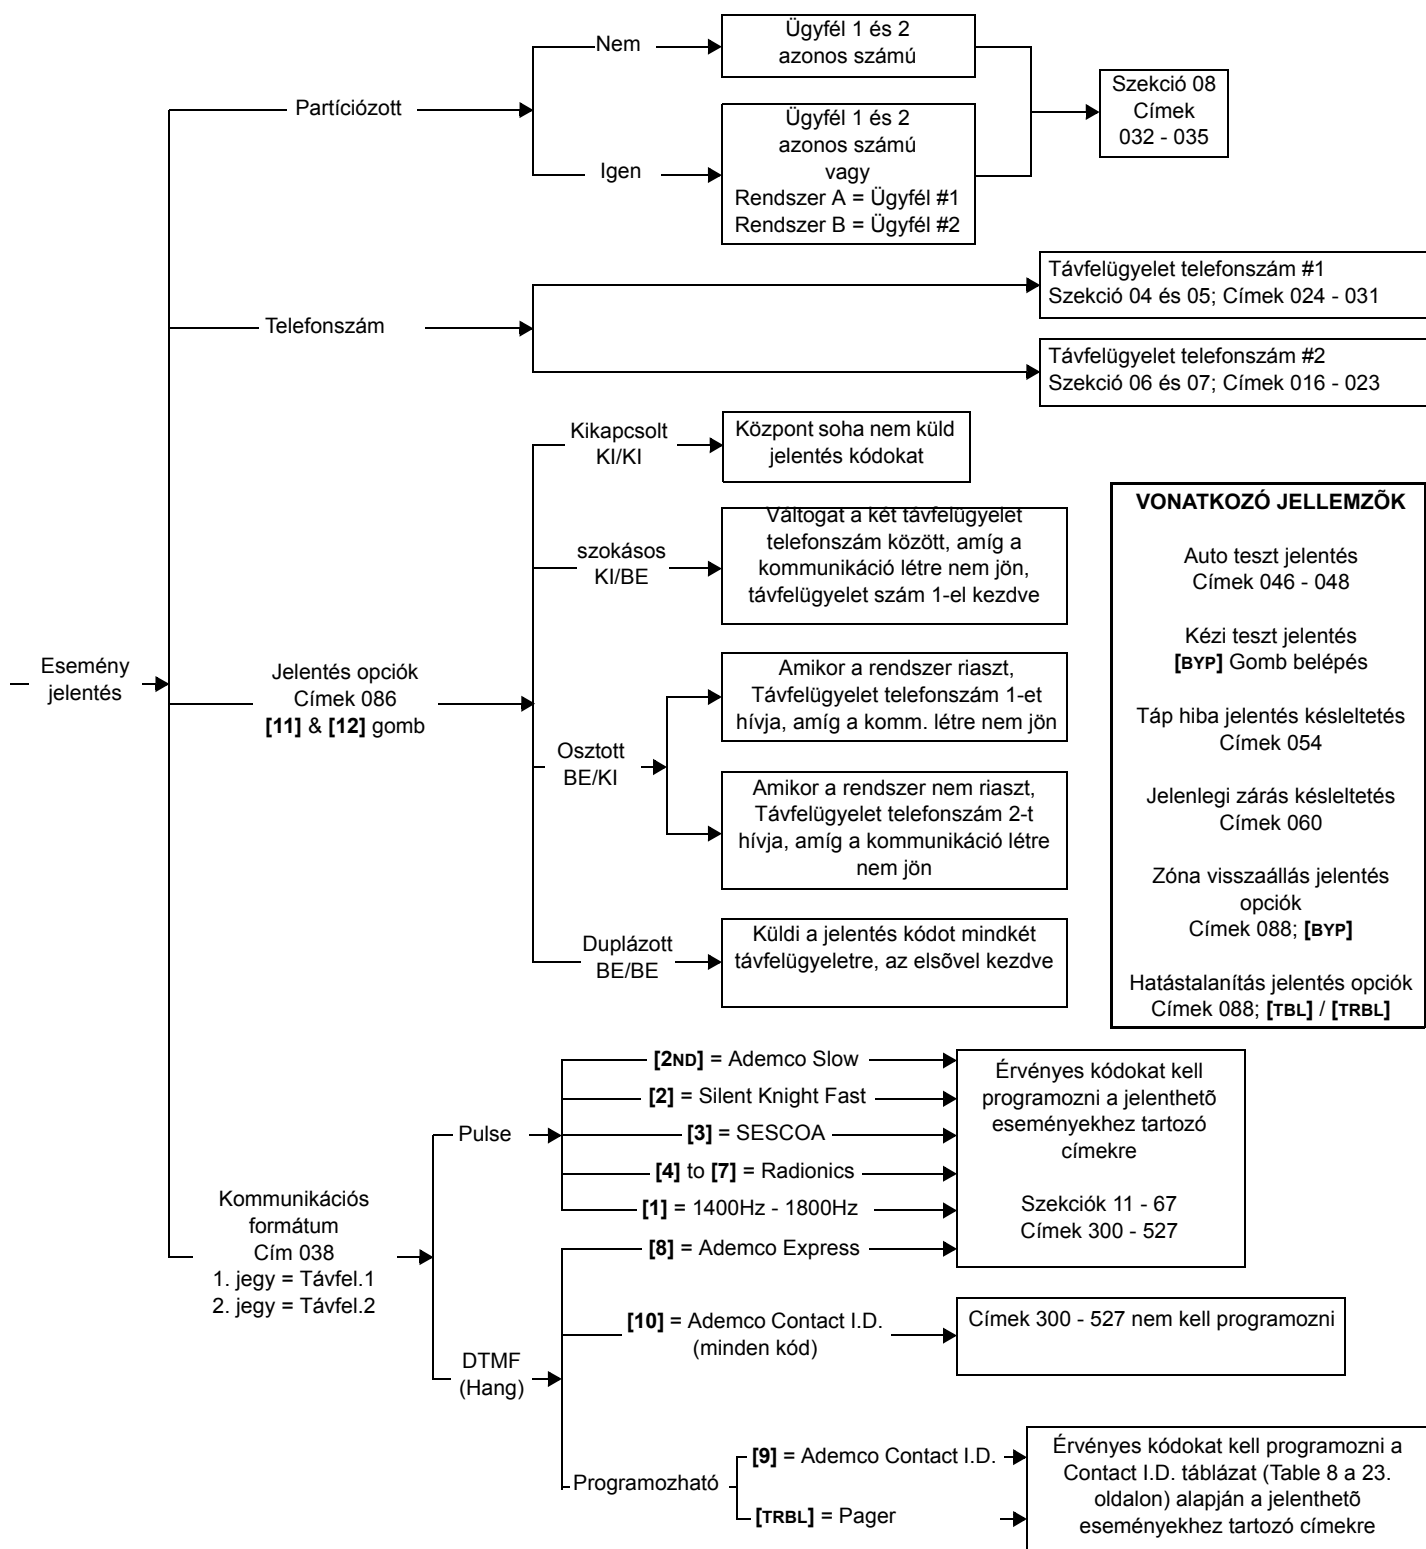 Nem
Ügyfél 1 és 2
azonos számú
Partíciózott
Igen
Ügyfél 1 és 2
azonos számú
vagy
Rendszer A = Ügyfél #1
Rendszer B = Ügyfél #2
Szekció 08
Címek
032 - 035
Telefonszám
Távfelügyelet telefonszám #1
Szekció 04 és 05; Címek 024 - 031
Távfelügyelet telefonszám #2
Szekció 06 és 07; Címek 016 - 023
Esemény
jelentés
Jelentés opciók
Címek 086
[11] & [12] gomb
Kikapcsolt
KI/KI
Központ soha nem küld
jelentés kódokat
szokásos
KI/BE
Váltogat a két távfelügyelet
telefonszám között, amíg a
kommunikáció létre nem jön,
távfelügyelet szám 1-el kezdve
Osztott
BE/KI
Amikor a rendszer riaszt,
Távfelügyelet telefonszám 1-et
hívja, amíg a komm. létre nem jön
Amikor a rendszer nem riaszt,
Távfelügyelet telefonszám 2-t
hívja, amíg a kommunikáció létre
nem jön
Duplázott
BE/BE
Küldi a jelentés kódot mindkét
távfelügyeletre, az elsõvel kezdve
VONATKOZÓ JELLEMZÕK
Auto teszt jelentés
Címek 046 - 048
Kézi teszt jelentés
[BYP] Gomb belépés
Táp hiba jelentés késleltetés
Címek 054
Jelenlegi zárás késleltetés
Címek 060
Zóna visszaállás jelentés
opciók
Címek 088; [BYP]
Hatástalanítás jelentés opciók
Címek 088; [TBL] / [TRBL]
Kommunikációs
formátum
Cím 038
1. jegy = Távfel.1
2. jegy = Távfel.2
Pulse
[2ND] = Ademco Slow
[2] = Silent Knight Fast
[3] = SESCOA
[4] to [7] = Radionics
[1] = 1400Hz - 1800Hz
[8] = Ademco Express
Érvényes kódokat kell
programozni a jelenthetõ
eseményekhez tartozó
címekre
Szekciók 11 - 67
Címek 300 - 527
DTMF
(Hang)
[10] = Ademco Contact I.D.
(minden kód)
Címek 300 - 527 nem kell programozni
Programozható
[9] = Ademco Contact I.D.
[TRBL] = Pager
Érvényes kódokat kell programozni a
Contact I.D. táblázat (Table 8 a 23.
oldalon) alapján a jelenthetõ
eseményekhez tartozó címekre